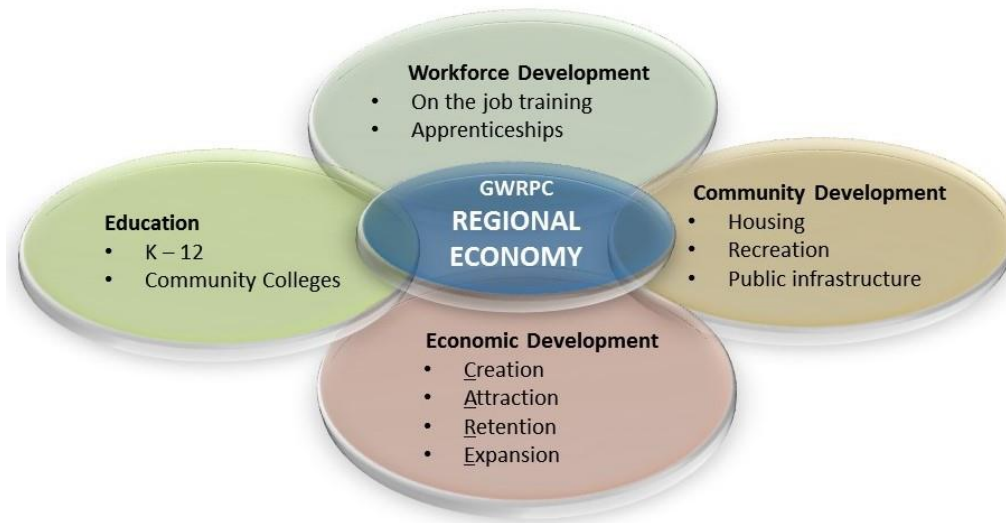 Workforce Development
• On the job training
• Apprenticeships
GWRPC
REGIONAL
ECONOMY
Education
• K – 12
• Community Colleges
Community Development
• Housing
• Recreation
• Public infrastructure
Economic Development
• Creation
• Attraction
• Retention
• Expansion